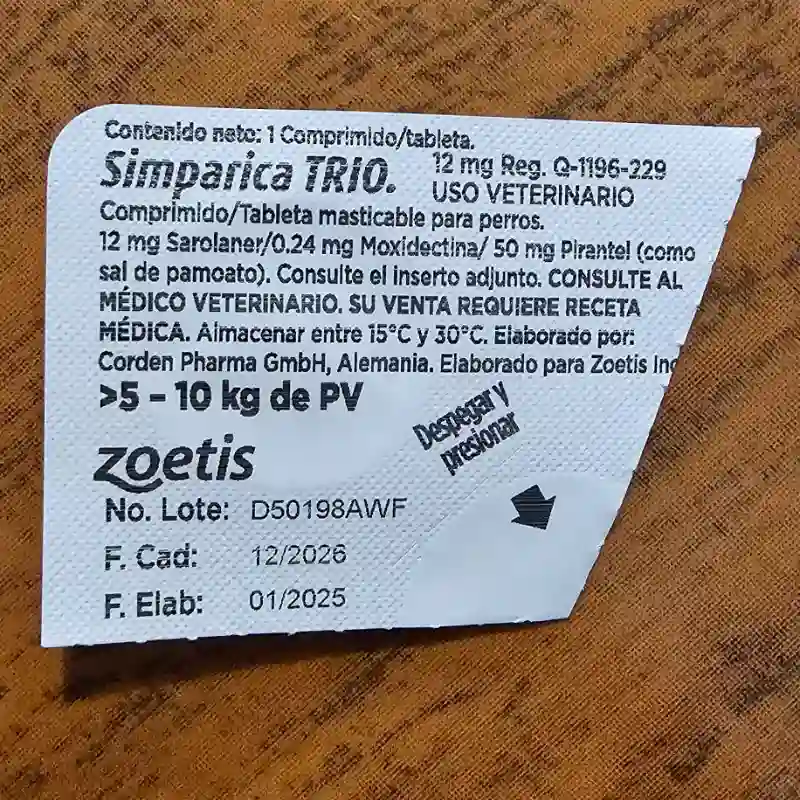 Contenido neto: 1 Comprimido/tableta.
Simparica TRIO. 12 mg Reg. Q-1196-229
USO VETERINARIO
Comprimido/Tableta masticable para perros.
12 mg Sarolaner/0.24 mg Moxidectina/ 50 mg Pirantel (como
sal de pamoato). Consulte el inserto adjunto. CONSULTE AL
MÉDICO VETERINARIO. SU VENTA REQUIERE RECETA
MÉDICA. Almacenar entre 15°C y 30°C. Elaborado por:
Corden Pharma GmbH, Alemania. Elaborado para Zoetis Inc
>5 – 10 kg de PV
Despegar y
presionar
zoetis
No. Lote: D50198AWF
F. Cad: 12/2026
F. Elab: 01/2025